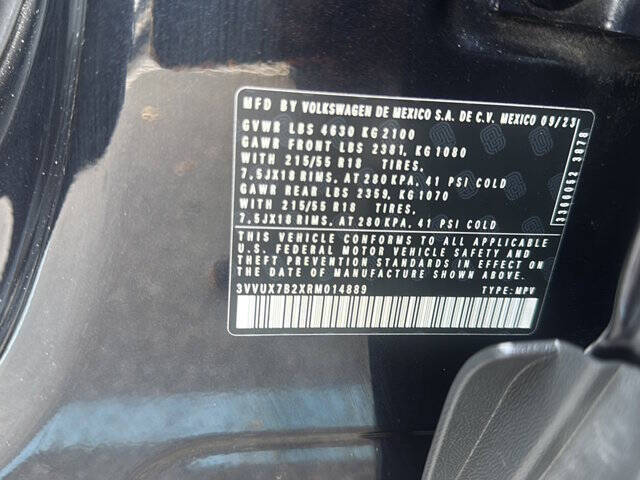 MFD BY VOLKSWAGEN DE MEXICO S.A. DE C.V. MEXICO 09/23
GVWR LBS 4630 KG 2100
GAWR FRONT LBS 2381, KG 1080
WITH 215/55 R18 TIRES,
7.5JX18 RIMS, AT 280 KPA, 41 PSI COLD
GAWR REAR LBS 2359, KG 1070
WITH 215/55 R18 TIRES,
7.5JX18 RIMS, AT 280 KPA, 41 PSI COLD
THIS VEHICLE CONFORMS TO ALL APPLICABLE
U.S. FEDERAL MOTOR VEHICLE SAFETY AND
THEFT PREVENTION STANDARDS IN EFFECT ON
THE DATE OF MANUFACTURE SHOWN ABOVE.
3VVUX7B2XRM014889 TYPE: MPV
3306052 3078